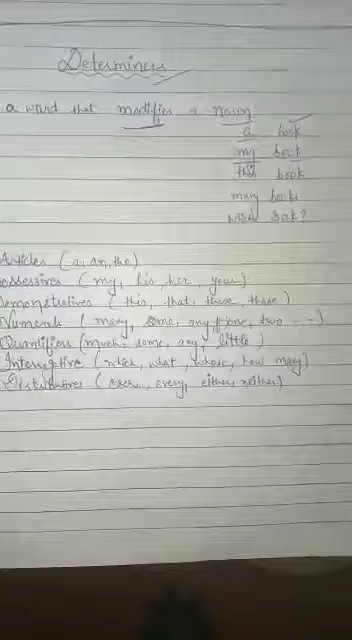 Determiners
a word that modifies a noun
a book
my book
this book
many books
which book?
Articles (a, an, the)
ossessives (my, his, her, your)
Demonstratives (this, that, these, those)
Numerals (many, some, any, one, two - -)
Quantifiers (much, some, any, little)
Interrogative (which, what, whose, how many)
Distributives (each, every, either, neither)